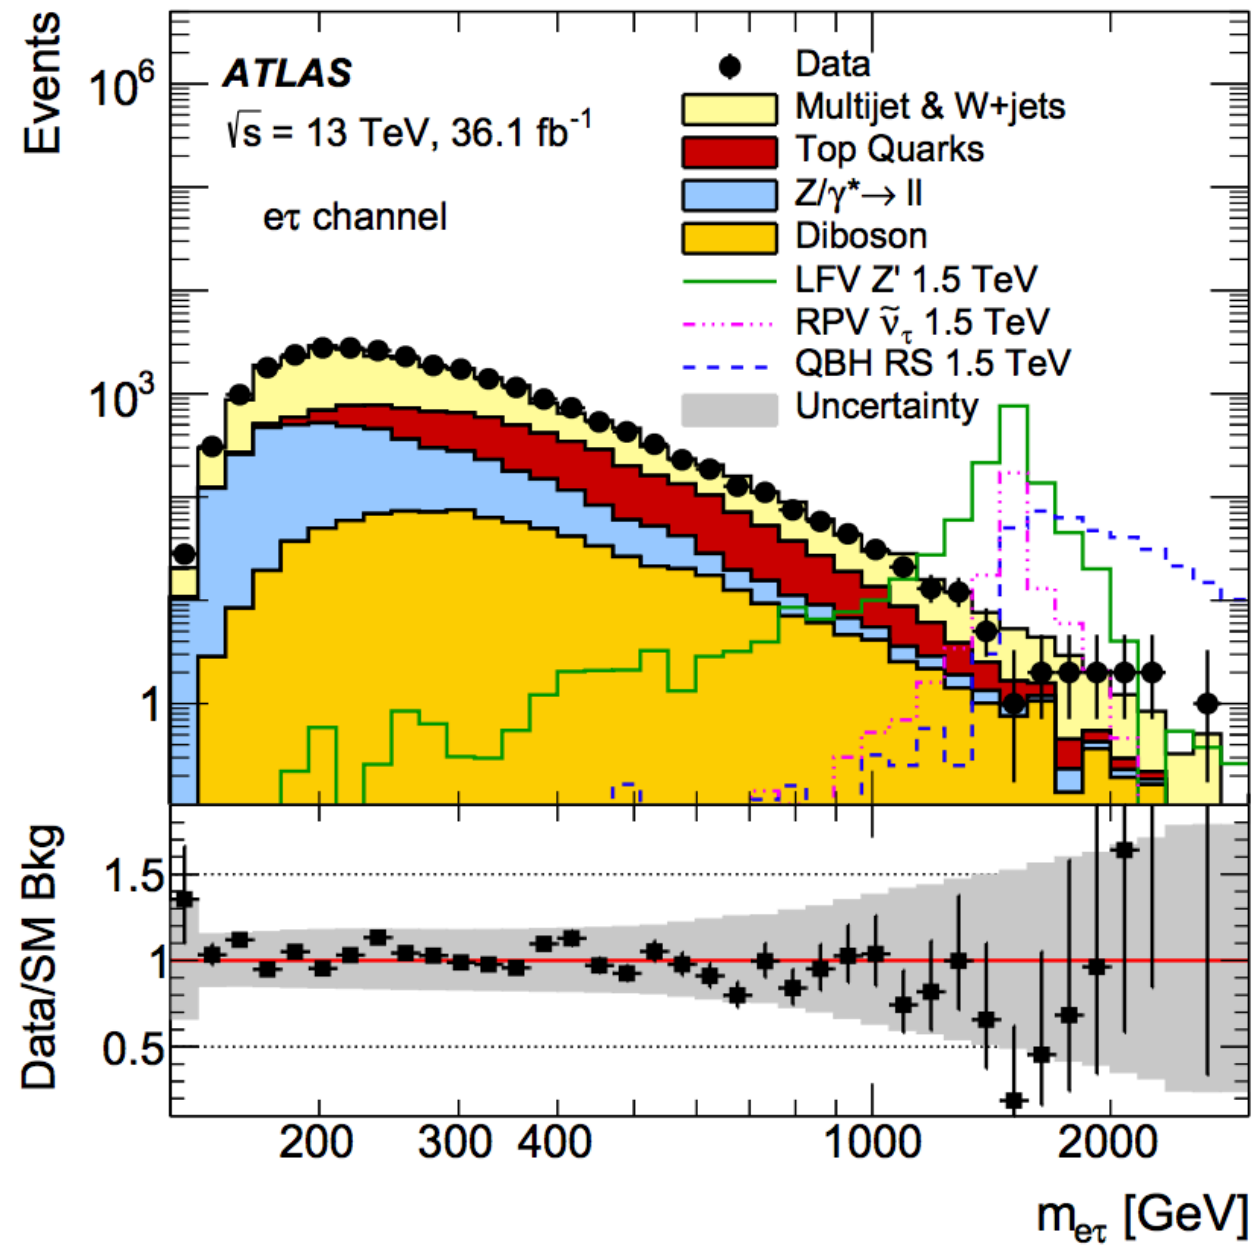 Events
10⁶
10³
1
ATLAS
√s = 13 TeV, 36.1 fb⁻¹
eτ channel
Data
Multijet & W+jets
Top Quarks
Z/γ*→ ll
Diboson
LFV Z' 1.5 TeV
RPV ν̃τ 1.5 TeV
QBH RS 1.5 TeV
Uncertainty
Data/SM Bkg
1.5
1
0.5
200 300 400 1000 2000
meτ [GeV]